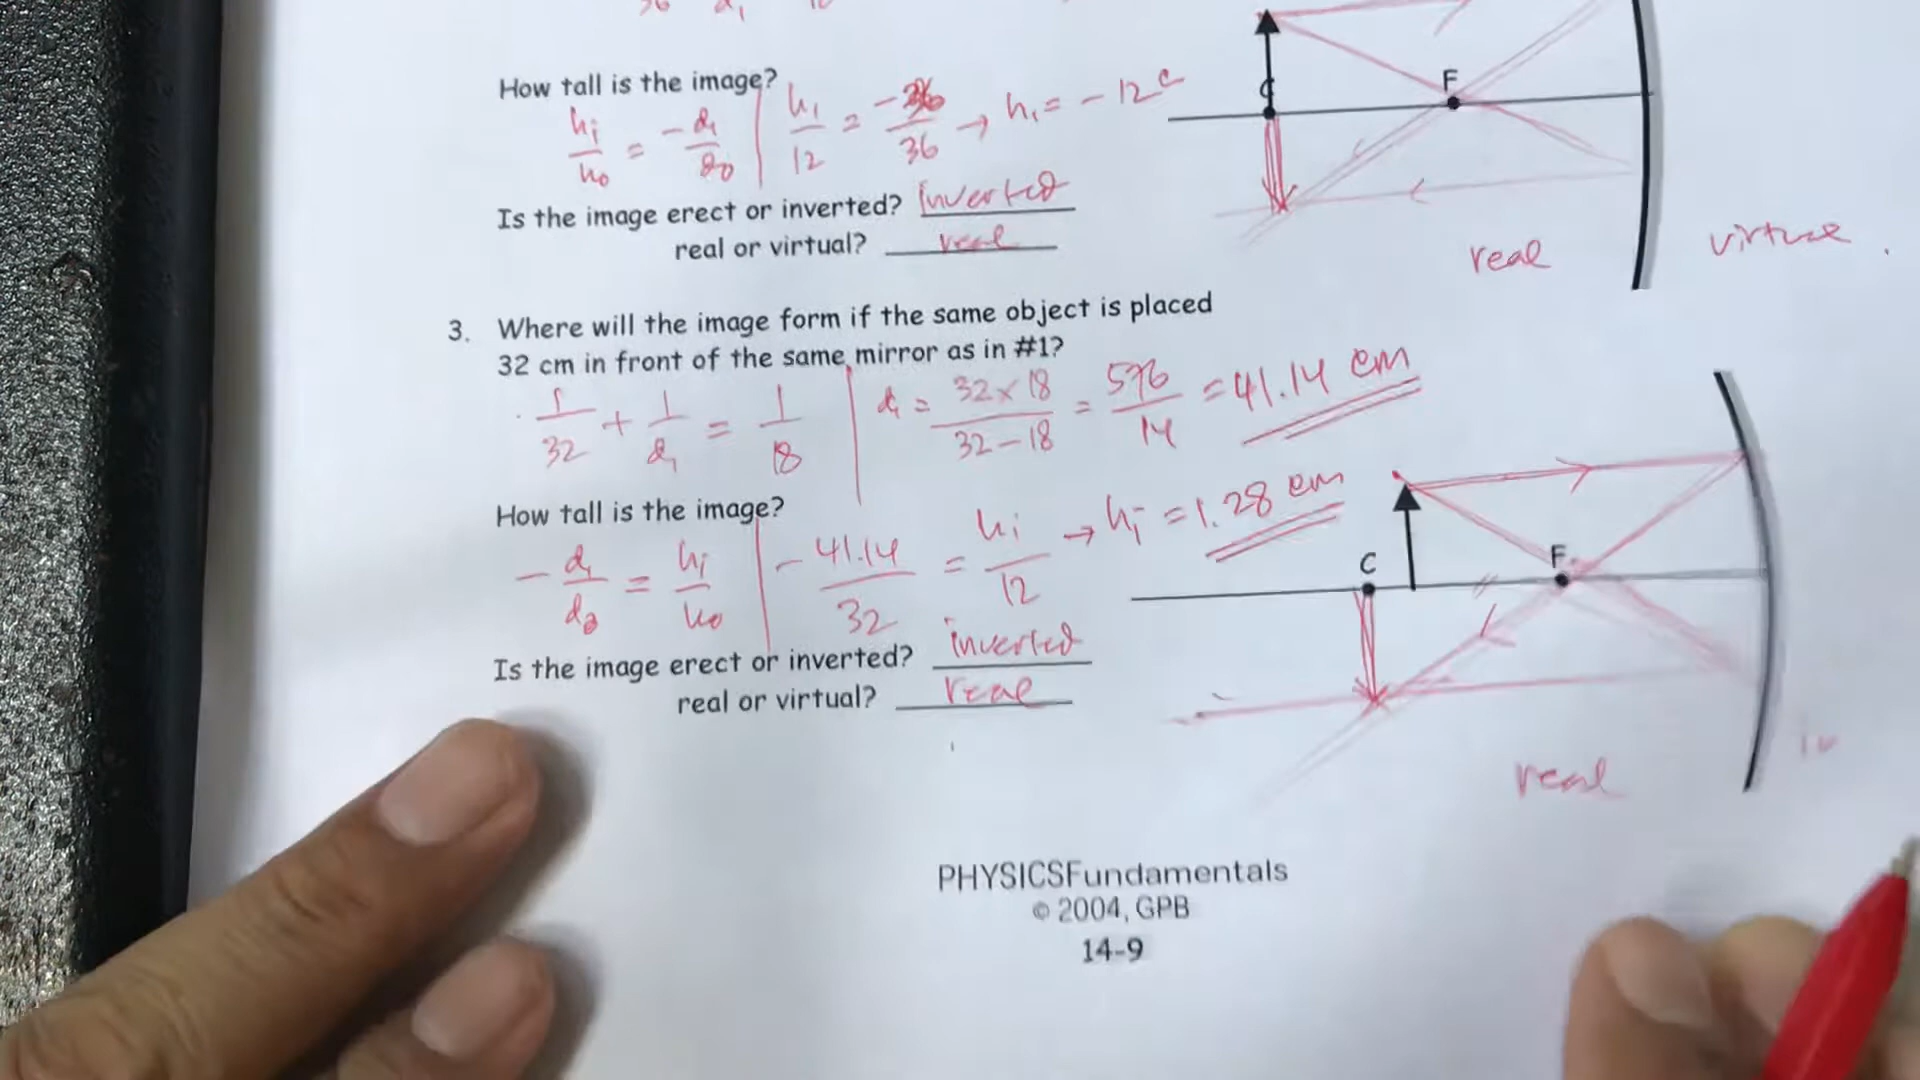 How tall is the image?
hi/ho = -di/do | hi/12 = -36/36 → hi = -12 c
Is the image erect or inverted? inverted
real or virtual? real
C
F
real
virtual
3. Where will the image form if the same object is placed
32 cm in front of the same mirror as in #1?
1/32 + 1/di = 1/18 | di = 32×18/32-18 = 576/14 = 41.14 cm
How tall is the image?
-di/do = hi/ho | -41.14/32 = hi/12 → hi = 1.28 cm
Is the image erect or inverted? inverted
real or virtual? real
C
F
real
PHYSICSFundamentals
© 2004, GPB
14-9